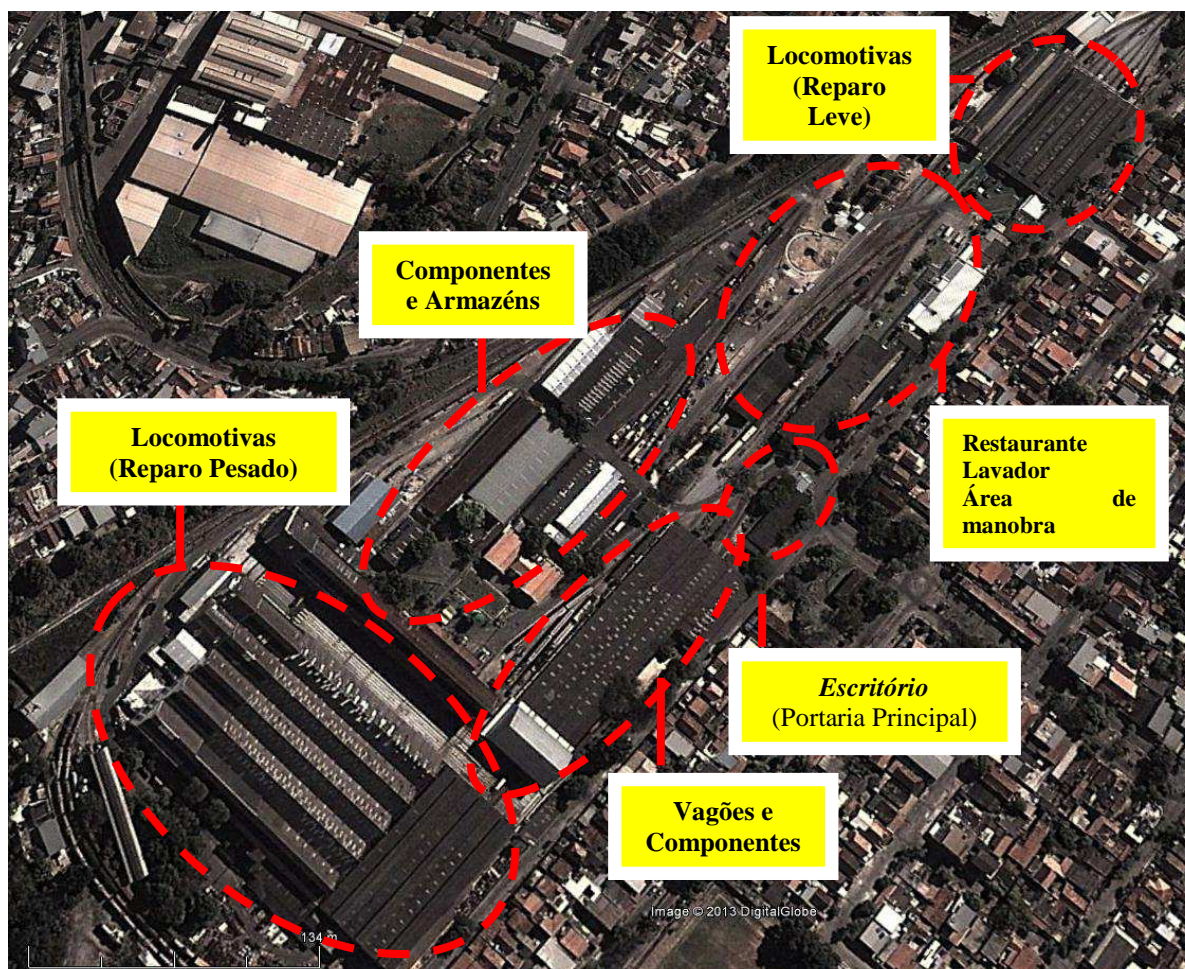 Locomotivas
(Reparo
Leve)
Componentes
e Armazéns
Locomotivas
(Reparo Pesado)
Restaurante
Lavador
Área de
manobra
Escritório
(Portaria Principal)
Vagões e
Componentes
Image © 2013 DigitalGlobe
134 m